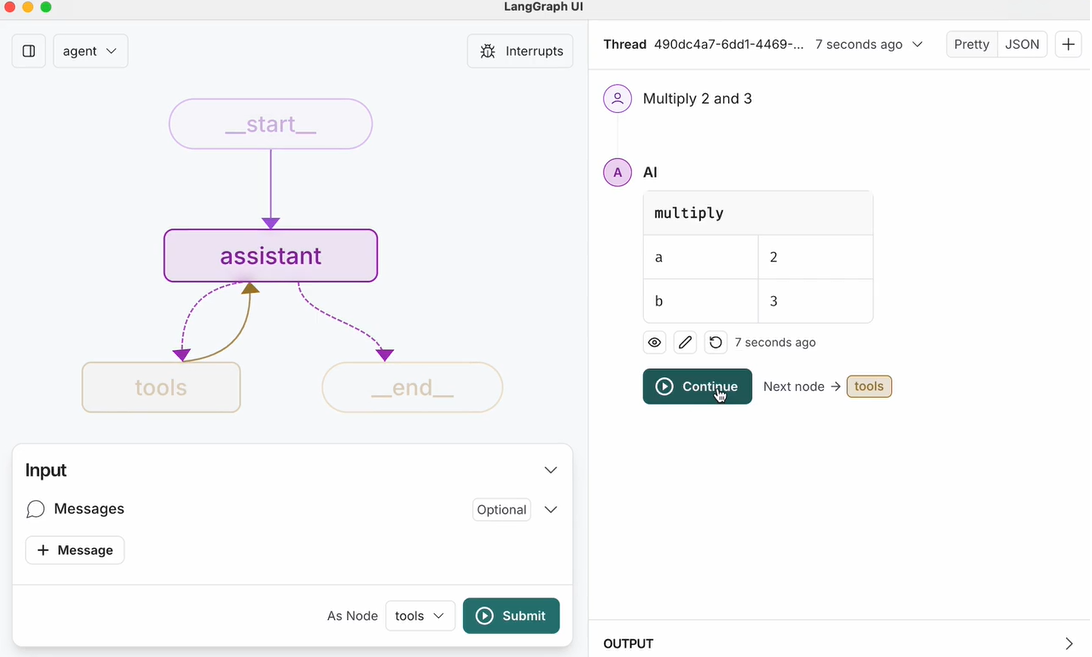 LangGraph UI
agent
Interrupts
__start__
assistant
tools
__end__
Input
Messages
Optional
+ Message
As Node
tools
Submit
Thread 490dc4a7-6dd1-4469-... 7 seconds ago
Pretty
JSON
+
Multiply 2 and 3
A
AI
multiply
a 2
b 3
7 seconds ago
Continue
Next node → tools
OUTPUT